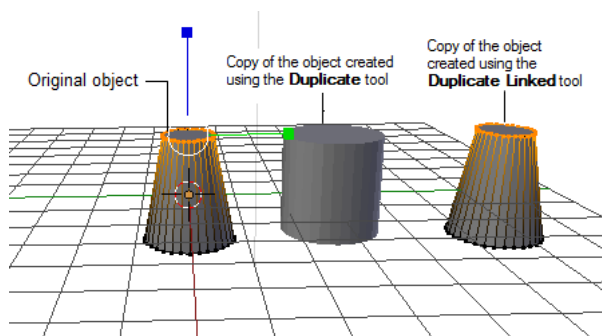 Original object
Copy of the object created
using the Duplicate tool
Copy of the object
created using the
Duplicate Linked tool